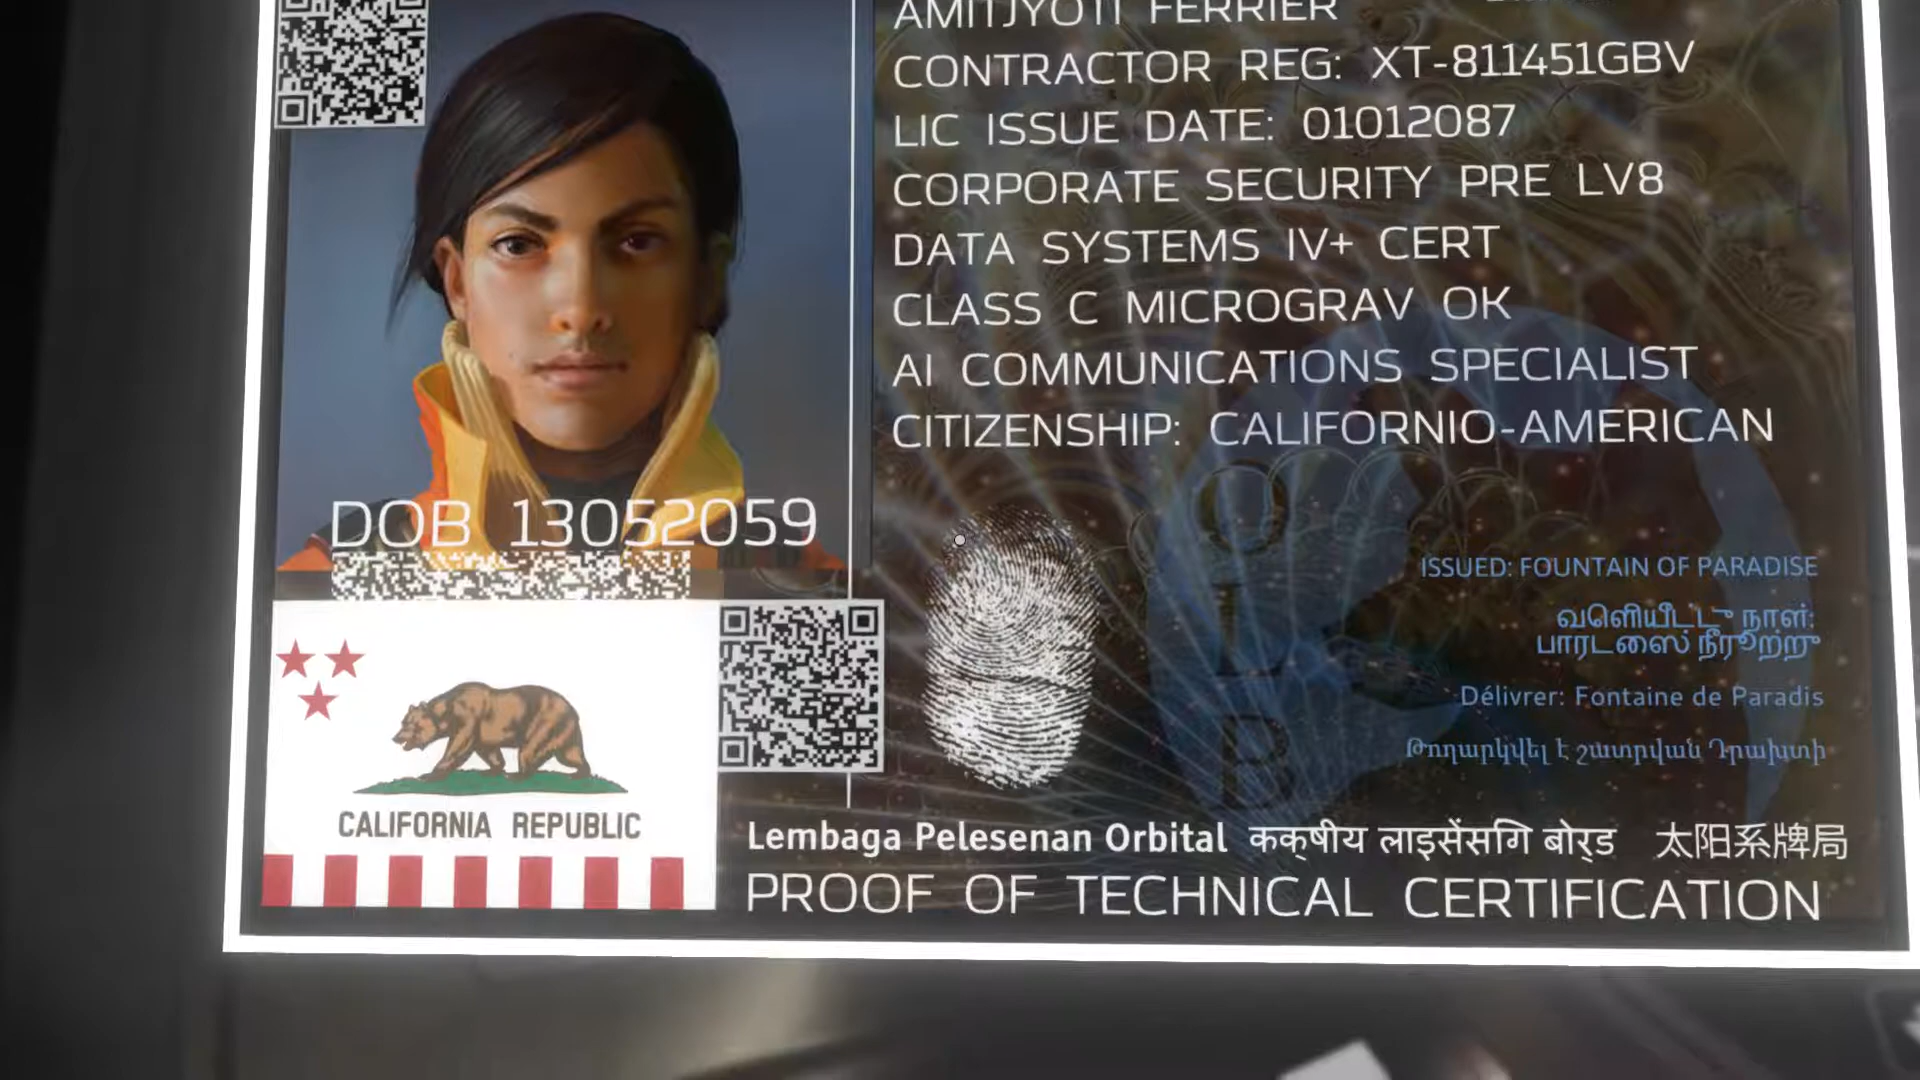 AMITJYOTI FERRIER
CONTRACTOR REG: XT-811451GBV
LIC ISSUE DATE: 01012087
CORPORATE SECURITY PRE LV8
DATA SYSTEMS IV+ CERT
CLASS C MICROGRAV OK
AI COMMUNICATIONS SPECIALIST
CITIZENSHIP: CALIFORNIO-AMERICAN
DOB 13052059
OLB
ISSUED: FOUNTAIN OF PARADISE
நாள்:
Délivrer: Fontaine de Paradis
Թողարկվել է շատրվան Դրախտի
CALIFORNIA REPUBLIC
Lembaga Pelesenan Orbital कक्षीय लाइसेंसिंग बोर्ड 太阳系牌局
PROOF OF TECHNICAL CERTIFICATION